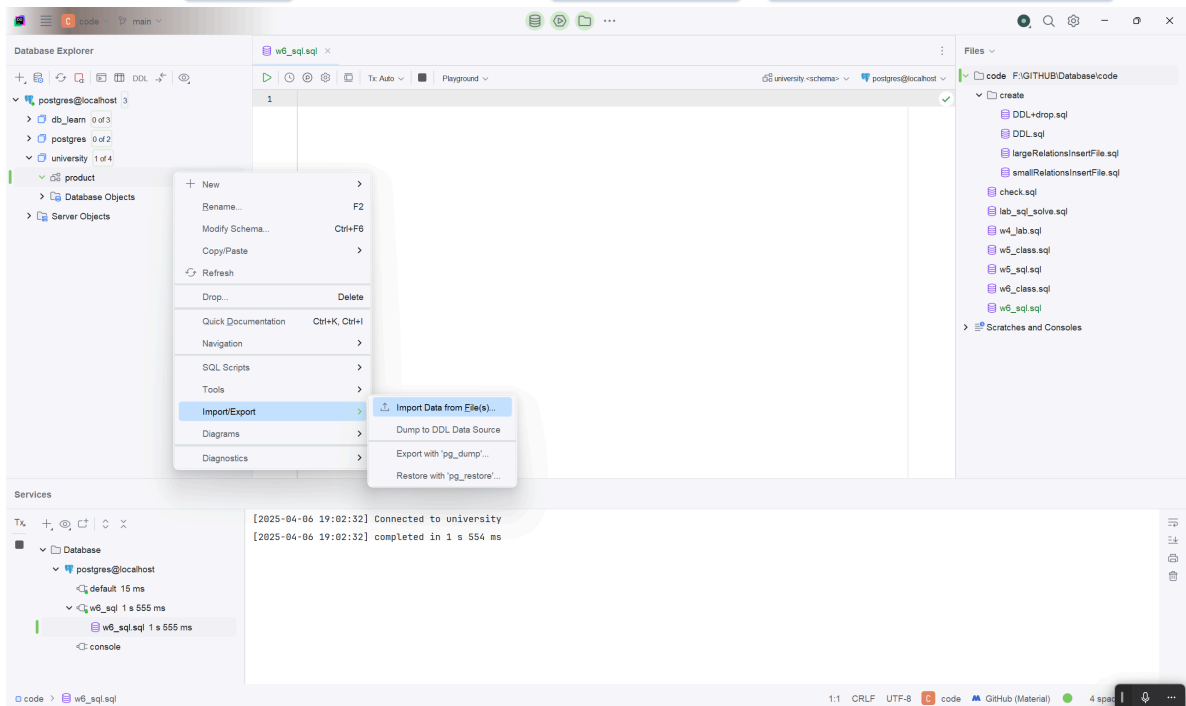 C code main
Database Explorer
w6_sql.sql
Files
DDL
Tx: Auto
Playground
university.<schema>
postgres@localhost
code F:\GITHUB\Database\code
postgres@localhost 3
1
create
db_learn 0 of 3
DDL+drop.sql
postgres 0 of 2
DDL.sql
university 1 of 4
largeRelationsInsertFile.sql
product
smallRelationsInsertFile.sql
Database Objects
check.sql
Server Objects
lab_sql_solve.sql
w4_lab.sql
w5_class.sql
w5_sql.sql
w6_class.sql
w6_sql.sql
Scratches and Consoles
New
Rename... F2
Modify Schema... Ctrl+F6
Copy/Paste
Refresh
Drop... Delete
Quick Documentation Ctrl+K, Ctrl+I
Navigation
SQL Scripts
Tools
Import/Export
Diagrams
Diagnostics
Import Data from File(s)...
Dump to DDL Data Source
Export with 'pg_dump'...
Restore with 'pg_restore'...
Services
Tx
[2025-04-06 19:02:32] Connected to university
[2025-04-06 19:02:32] completed in 1 s 554 ms
Database
postgres@localhost
default 15 ms
w6_sql 1 s 555 ms
w6_sql.sql 1 s 555 ms
console
code > w6_sql.sql
1:1 CRLF UTF-8 C code GitHub (Material) 4 spac